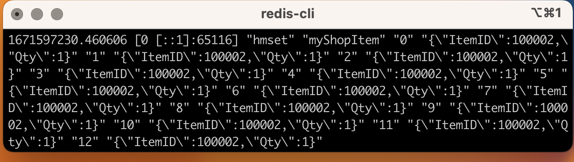 redis-cli
⌥⌘1
1671597230.460606 [0 [::1]:65116] "hmset" "myShopItem" "0" "{\"ItemID\":100002,\
"Qty\":1}" "1" "{\"ItemID\":100002,\"Qty\":1}" "2" "{\"ItemID\":100002,\"Qty\":1
}" "3" "{\"ItemID\":100002,\"Qty\":1}" "4" "{\"ItemID\":100002,\"Qty\":1}" "5" "
{\"ItemID\":100002,\"Qty\":1}" "6" "{\"ItemID\":100002,\"Qty\":1}" "7" "{\"ItemI
D\":100002,\"Qty\":1}" "8" "{\"ItemID\":100002,\"Qty\":1}" "9" "{\"ItemID\":1000
02,\"Qty\":1}" "10" "{\"ItemID\":100002,\"Qty\":1}" "11" "{\"ItemID\":100002,\"Q
ty\":1}" "12" "{\"ItemID\":100002,\"Qty\":1}"